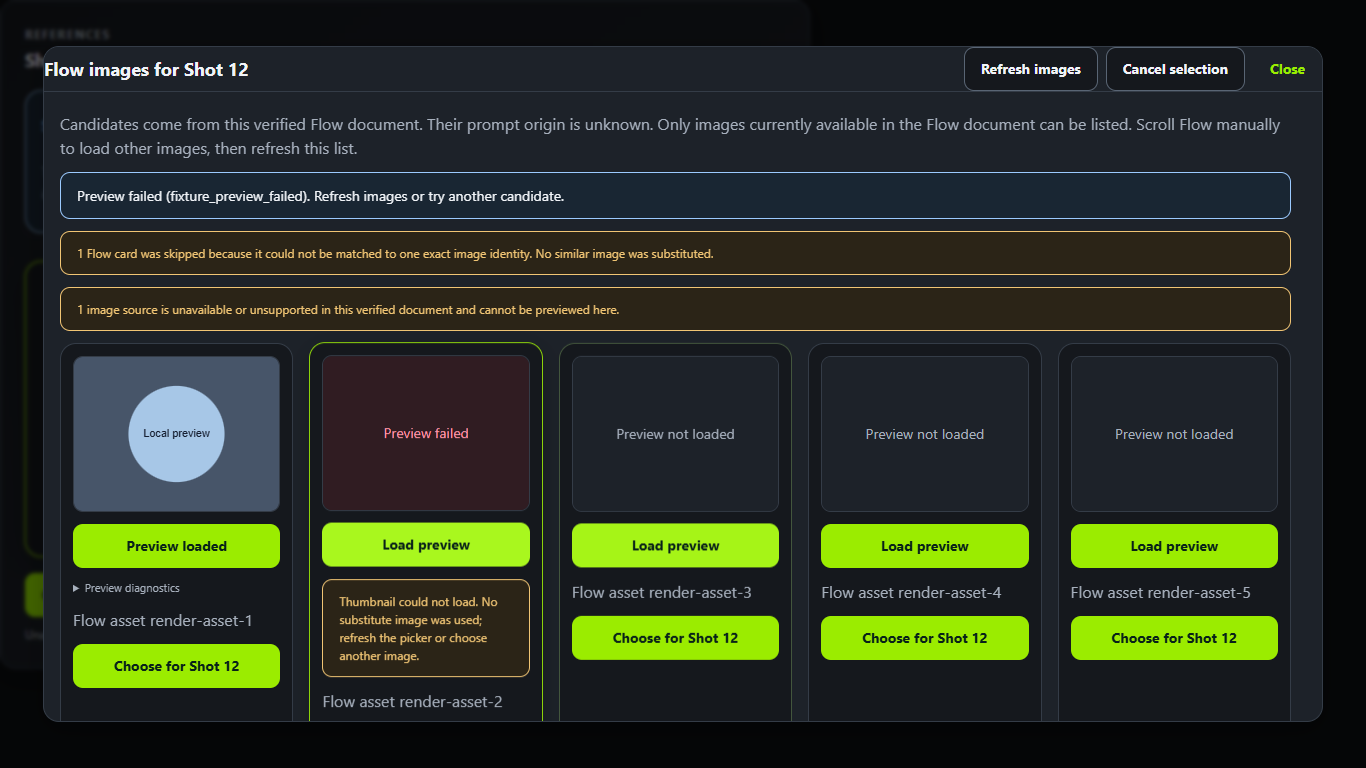 REFERENCES
Flow images for Shot 12
Refresh images
Cancel selection
Close
Candidates come from this verified Flow document. Their prompt origin is unknown. Only images currently available in the Flow document can be listed. Scroll Flow manually
to load other images, then refresh this list.
Preview failed (fixture_preview_failed). Refresh images or try another candidate.
1 Flow card was skipped because it could not be matched to one exact image identity. No similar image was substituted.
1 image source is unavailable or unsupported in this verified document and cannot be previewed here.
Local preview
Preview loaded
Preview diagnostics
Flow asset render-asset-1
Choose for Shot 12
Preview failed
Load preview
Thumbnail could not load. No
substitute image was used;
refresh the picker or choose
another image.
Flow asset render-asset-2
Preview not loaded
Load preview
Flow asset render-asset-3
Choose for Shot 12
Preview not loaded
Load preview
Flow asset render-asset-4
Choose for Shot 12
Preview not loaded
Load preview
Flow asset render-asset-5
Choose for Shot 12